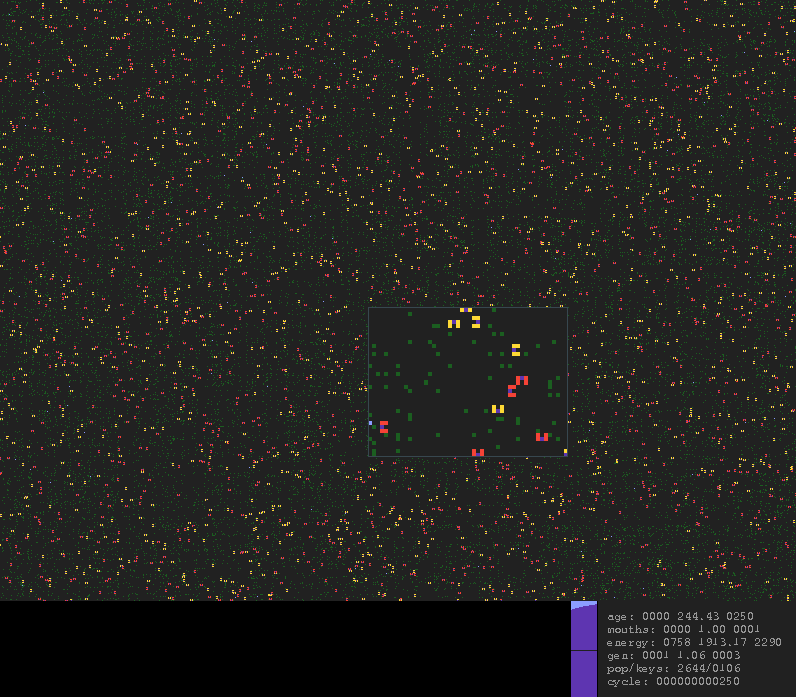 age: 0000 244.43 0250
mouths: 0000 1.00 0001
energy: 0758 1913.17 2290
gen: 0001 1.06 0003
pop/keys: 2644/0106
cycle: 000000000250